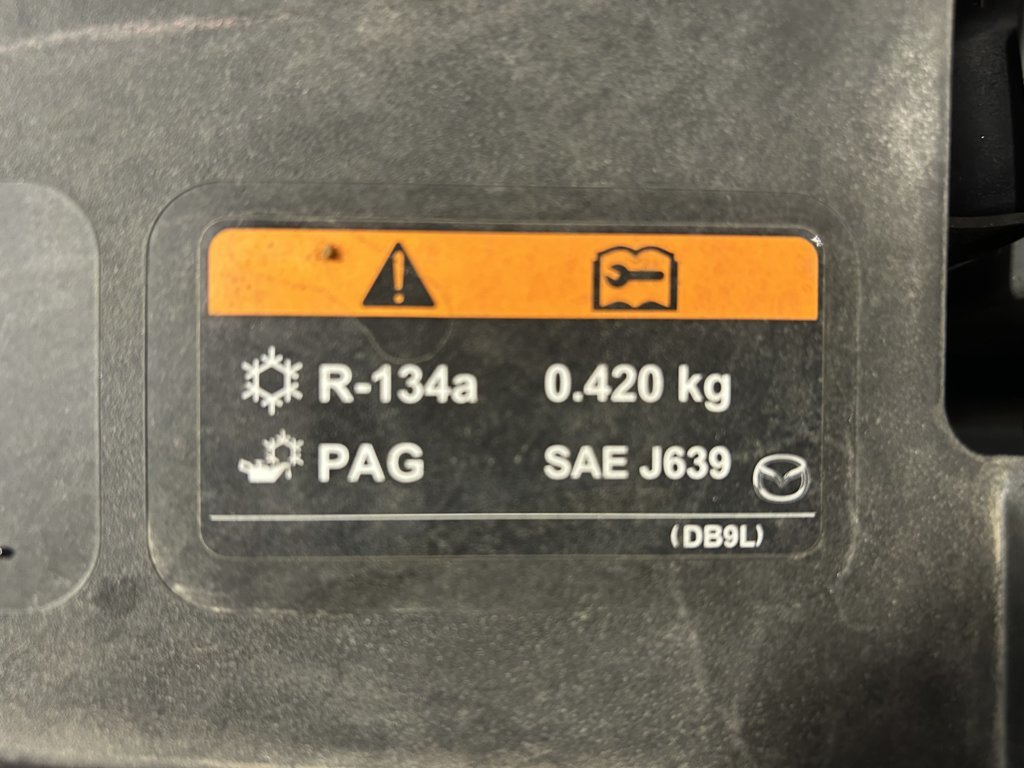 R-134a 0.420 kg
PAG SAE J639
(DB9L)